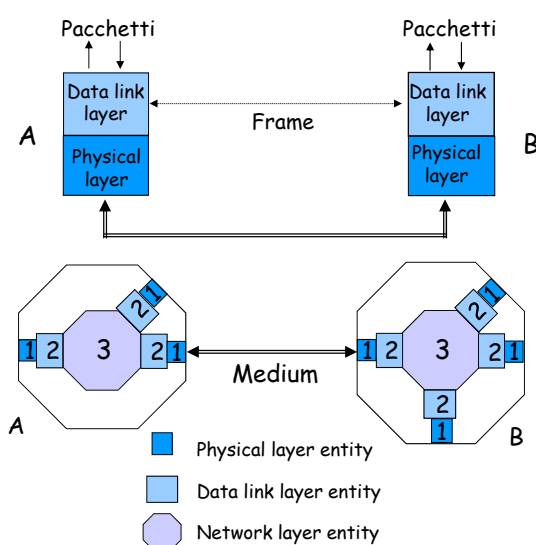 Pacchetti
Pacchetti
Data link
layer
Data link
layer
Frame
A
B
Physical
layer
Physical
layer
1
2
3
2
1
2
1
1
2
3
2
1
2
1
2
1
Medium
A
B
Physical layer entity
Data link layer entity
Network layer entity